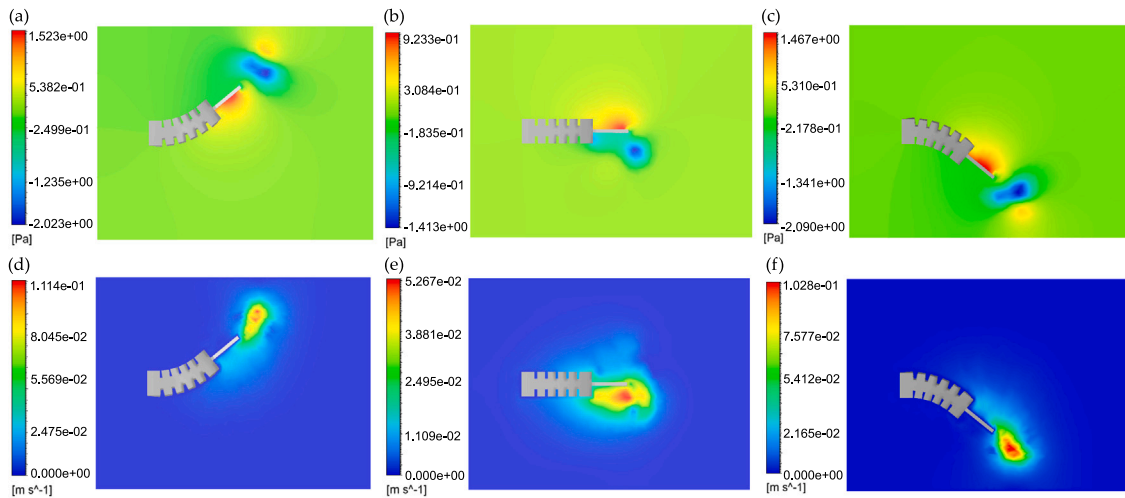 (a)
1.523e+00
5.382e-01
-2.499e-01
-1,235e+00
-2.023e+00
[Pa]
(b)
9.233e-01
3.084e-01
-1,835e-01
-9,214e-01
-1,413e+00
[Pa]
(c)
1.467e+00
5,310e-01
-2,178e-01
-1,341e+00
-2,090e+00
[Pa]
(d)
1.114e-01
8.045e-02
5,569e-02
2,475e-02
0.000e+00
[m s^-1]
(e)
5.267e-02
3.881e-02
2.495e-02
1,109e-02
0.000e+00
[m s^-1]
(f)
1.028e-01
7.577e-02
5.412e-02
2.165e-02
0.000e+00
[m s^-1]